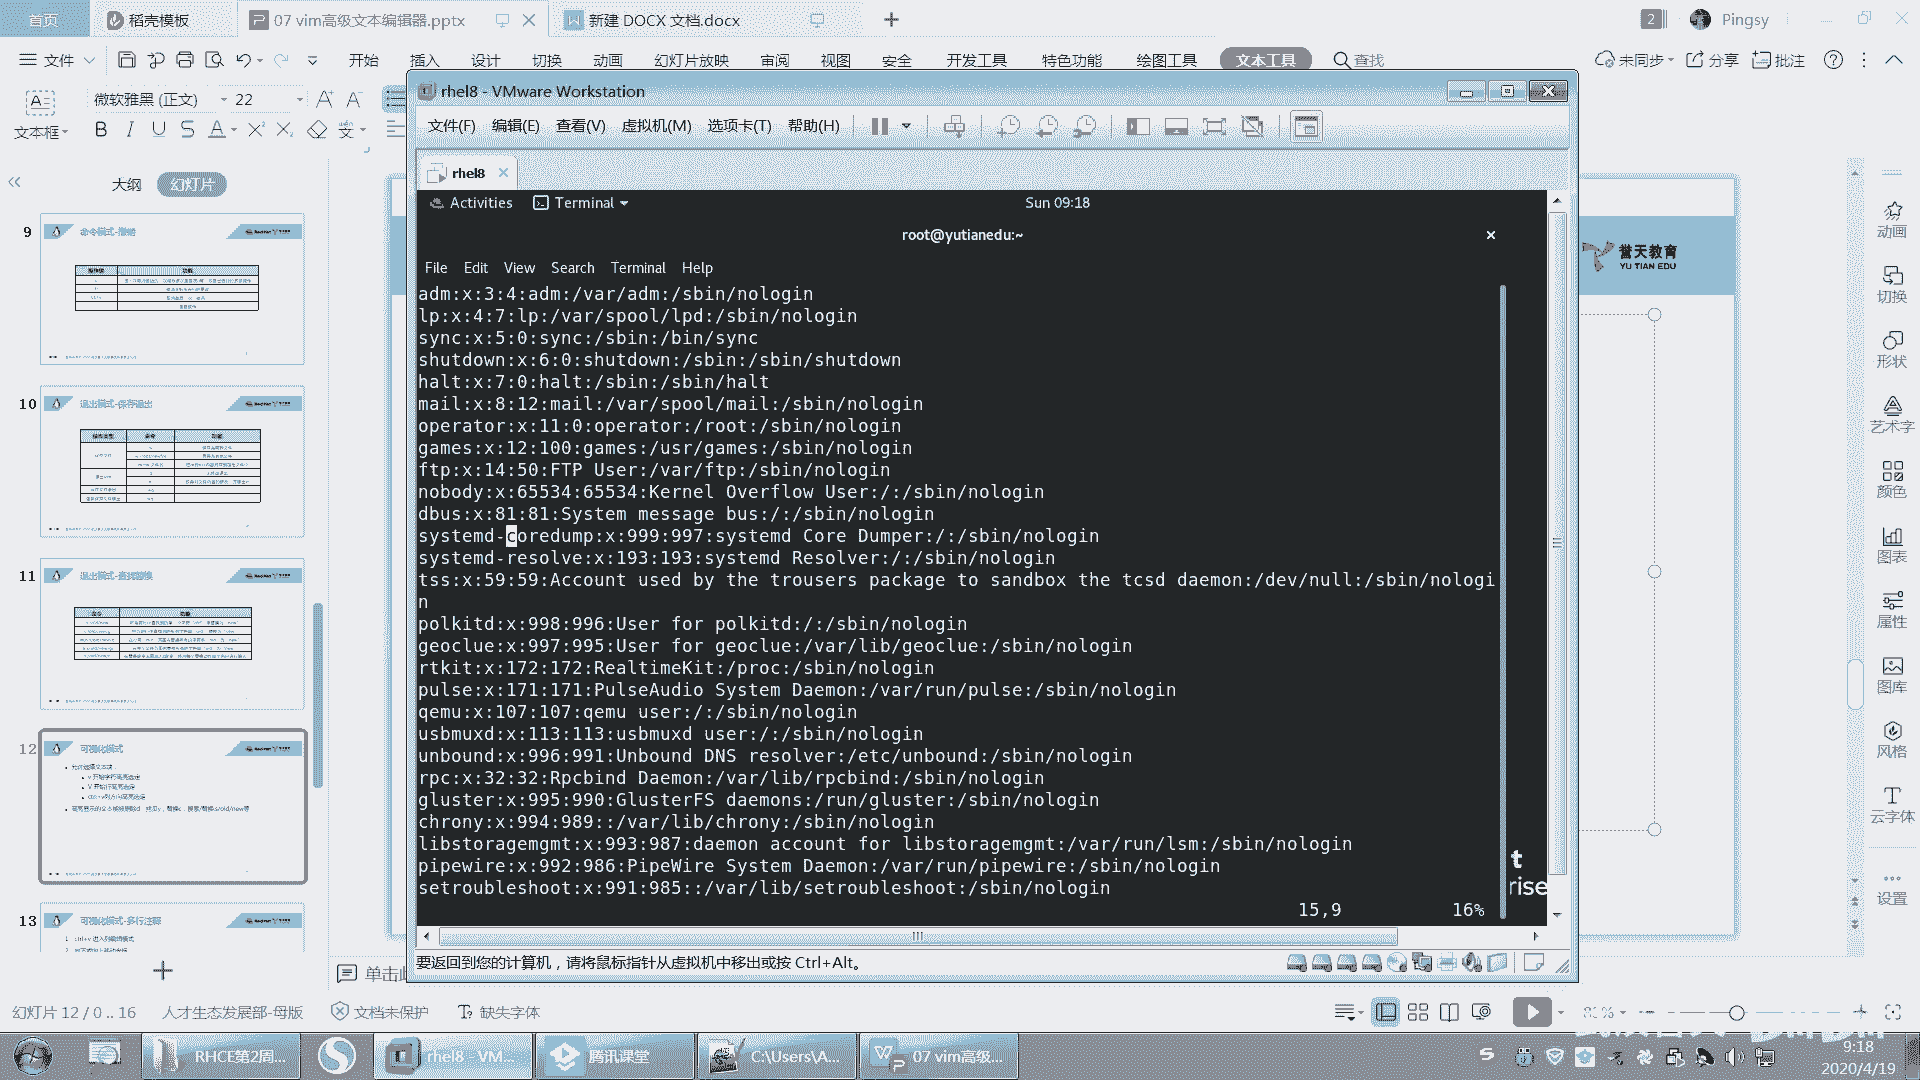 首页
稻壳模板
07 vim高级文本编辑器.pptx
新建 DOCX 文档.docx
2
Pingsy
文件
开始
插入
设计
切换
动画
幻灯片放映
审阅
视图
安全
开发工具
特色功能
绘图工具
文本工具
查找
未同步
分享
批注
文本框
微软雅黑 (正文)
22
大纲
幻灯片
9
10
11
12
可视化模式
13
可视化模式-多行注释
rhel8 - VMware Workstation
文件(F) 编辑(E) 查看(V) 虚拟机(M) 选项卡(T) 帮助(H)
rhel8
Activities
Terminal
Sun 09:18
root@yutianedu:~
File Edit View Search Terminal Help
adm:x:3:4:adm:/var/adm:/sbin/nologin
lp:x:4:7:lp:/var/spool/lpd:/sbin/nologin
sync:x:5:0:sync:/sbin:/bin/sync
shutdown:x:6:0:shutdown:/sbin:/sbin/shutdown
halt:x:7:0:halt:/sbin:/sbin/halt
mail:x:8:12:mail:/var/spool/mail:/sbin/nologin
operator:x:11:0:operator:/root:/sbin/nologin
games:x:12:100:games:/usr/games:/sbin/nologin
ftp:x:14:50:FTP User:/var/ftp:/sbin/nologin
nobody:x:65534:65534:Kernel Overflow User:/:/sbin/nologin
dbus:x:81:81:System message bus:/:/sbin/nologin
systemd-coredump:x:999:997:systemd Core Dumper:/:/sbin/nologin
systemd-resolve:x:193:193:systemd Resolver:/:/sbin/nologin
tss:x:59:59:Account used by the trousers package to sandbox the tcsd daemon:/dev/null:/sbin/nologi
n
polkitd:x:998:996:User for polkitd:/:/sbin/nologin
geoclue:x:997:995:User for geoclue:/var/lib/geoclue:/sbin/nologin
rtkit:x:172:172:RealtimeKit:/proc:/sbin/nologin
pulse:x:171:171:PulseAudio System Daemon:/var/run/pulse:/sbin/nologin
qemu:x:107:107:qemu user:/:/sbin/nologin
usbmuxd:x:113:113:usbmuxd user:/:/sbin/nologin
unbound:x:996:991:Unbound DNS resolver:/etc/unbound:/sbin/nologin
rpc:x:32:32:Rpcbind Daemon:/var/lib/rpcbind:/sbin/nologin
gluster:x:995:990:GlusterFS daemons:/run/gluster:/sbin/nologin
chrony:x:994:989::/var/lib/chrony:/sbin/nologin
libstoragemgmt:x:993:987:daemon account for libstoragemgmt:/var/run/lsm:/sbin/nologin
pipewire:x:992:986:PipeWire System Daemon:/var/run/pipewire:/sbin/nologin
setroubleshoot:x:991:985::/var/lib/setroubleshoot:/sbin/nologin
15,9
16%
t
rise
要返回到您的计算机，请将鼠标指针从虚拟机中移出或按 Ctrl+Alt。
誉天教育
YU TIAN EDU
动画
切换
形状
艺术字
颜色
图表
属性
图库
风格
云字体
设置
单击此
幻灯片 12 / 0 .. 16
人才生态发展部-母版
文档未保护
缺失字体
RHCE第2周...
rhel8 - VM...
腾讯课堂
C:\Users\A...
07 vim高级...
9:18
2020/4/19